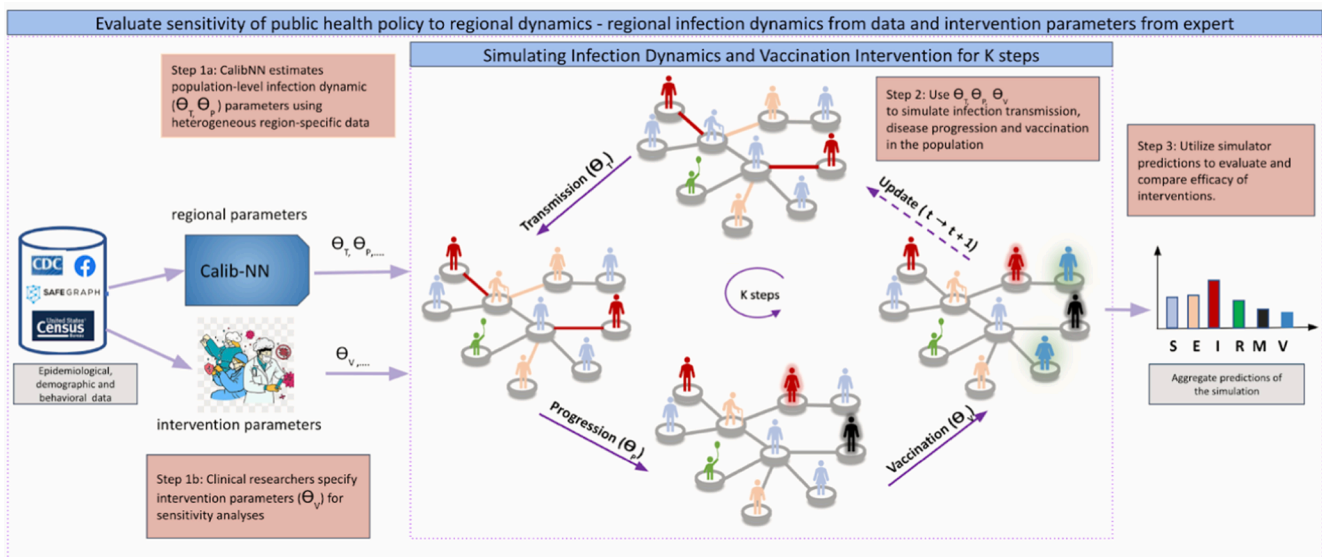 Evaluate sensitivity of public health policy to regional dynamics - regional infection dynamics from data and intervention parameters from expert
Simulating Infection Dynamics and Vaccination Intervention for K steps
Step 1a: CalibNN estimates
population-level infection dynamic
(Θ_T, Θ_P) parameters using
heterogeneous region-specific data
Step 2: Use Θ_T, Θ_P, Θ_V
to simulate infection transmission,
disease progression and vaccination
in the population
Step 3: Utilize simulator
predictions to evaluate and
compare efficacy of
interventions.
Transmission (Θ_T)
Update (t → t+1)
regional parameters
CDC
SAFEGRAPH
United States®
Census
Bureau
Calib-NN
Θ_T, Θ_P,....
K steps
Θ_V,....
Epidemiological,
demographic and
behavioral data
intervention parameters
S E I R M V
Aggregate predictions of
the simulation
Progression (Θ_P)
Vaccination (Θ_V)
Step 1b: Clinical researchers specify
intervention parameters (Θ_V) for
sensitivity analyses